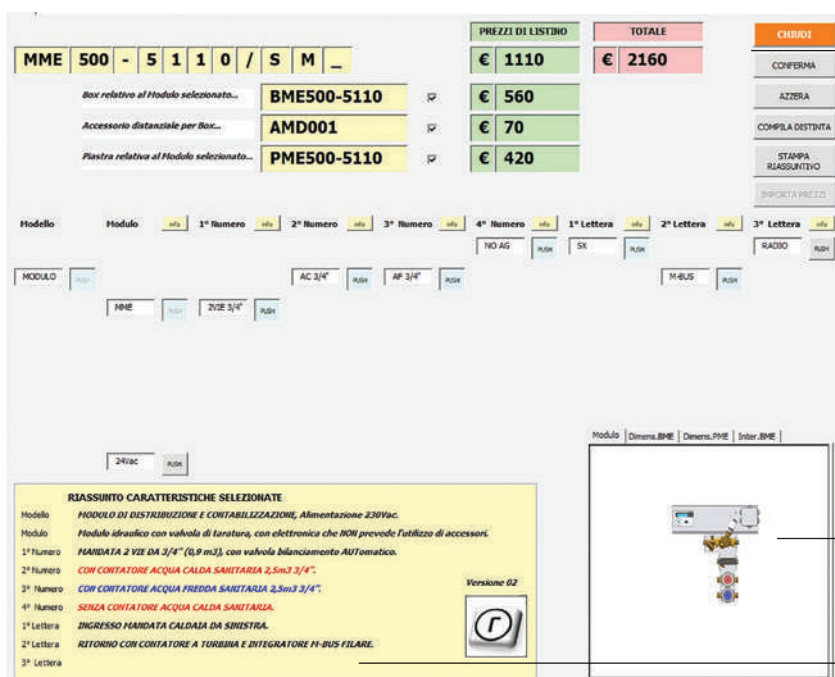 PREZZI DI LISTINO TOTALE CHIUDI
MME 500 - 5 1 1 0 / S M _ € 1110 € 2160
CONFERMA
Box relativo al Modulo selezionato... BME500-5110 € 560
AZZERA
Accessorio distanziale per Box... AMD001 € 70
COMPILA DISTINTA
Piastra relativa al Modulo selezionato... PME500-5110 € 420
STAMPA
RIASSUNTIVO
IMPORTA PREZZI
Modello Modulo info 1° Numero info 2° Numero info 3° Numero info 4° Numero info 1° Lettera info 2° Lettera info 3° Lettera info
NO AG PUSH SX PUSH RADIO PUSH
MODULO PUSH AC 3/4" PUSH AF 3/4" PUSH M-BUS PUSH
MME PUSH 2VIE 3/4" PUSH
24Vac PUSH
Modulo Dimens.BME Dimens.PME Inter.BME
RIASSUNTO CARATTERISTICHE SELEZIONATE
Modello MODULO DI DISTRIBUZIONE E CONTABILIZZAZIONE, Alimentazione 230Vac.
Modulo Modulo idraulico con valvola di taratura, con elettronica che NON prevede l'utilizzo di accessori.
1° Numero MANDATA 2 VIE DA 3/4" (0,9 m3), con valvola bilanciamento AUTomatico.
2° Numero CON CONTATORE ACQUA CALDA SANITARIA 2,5m3 3/4".
3° Numero CON CONTATORE ACQUA FREDDA SANITARIA 2,5m3 3/4".
Versione 02
4° Numero SENZA CONTATORE ACQUA CALDA SANITARIA.
1° Lettera INGRESSO MANDATA CALDAIA DA SINISTRA.
2° Lettera RITORNO CON CONTATORE A TURBINA E INTEGRATORE M-BUS FILARE.
3° Lettera